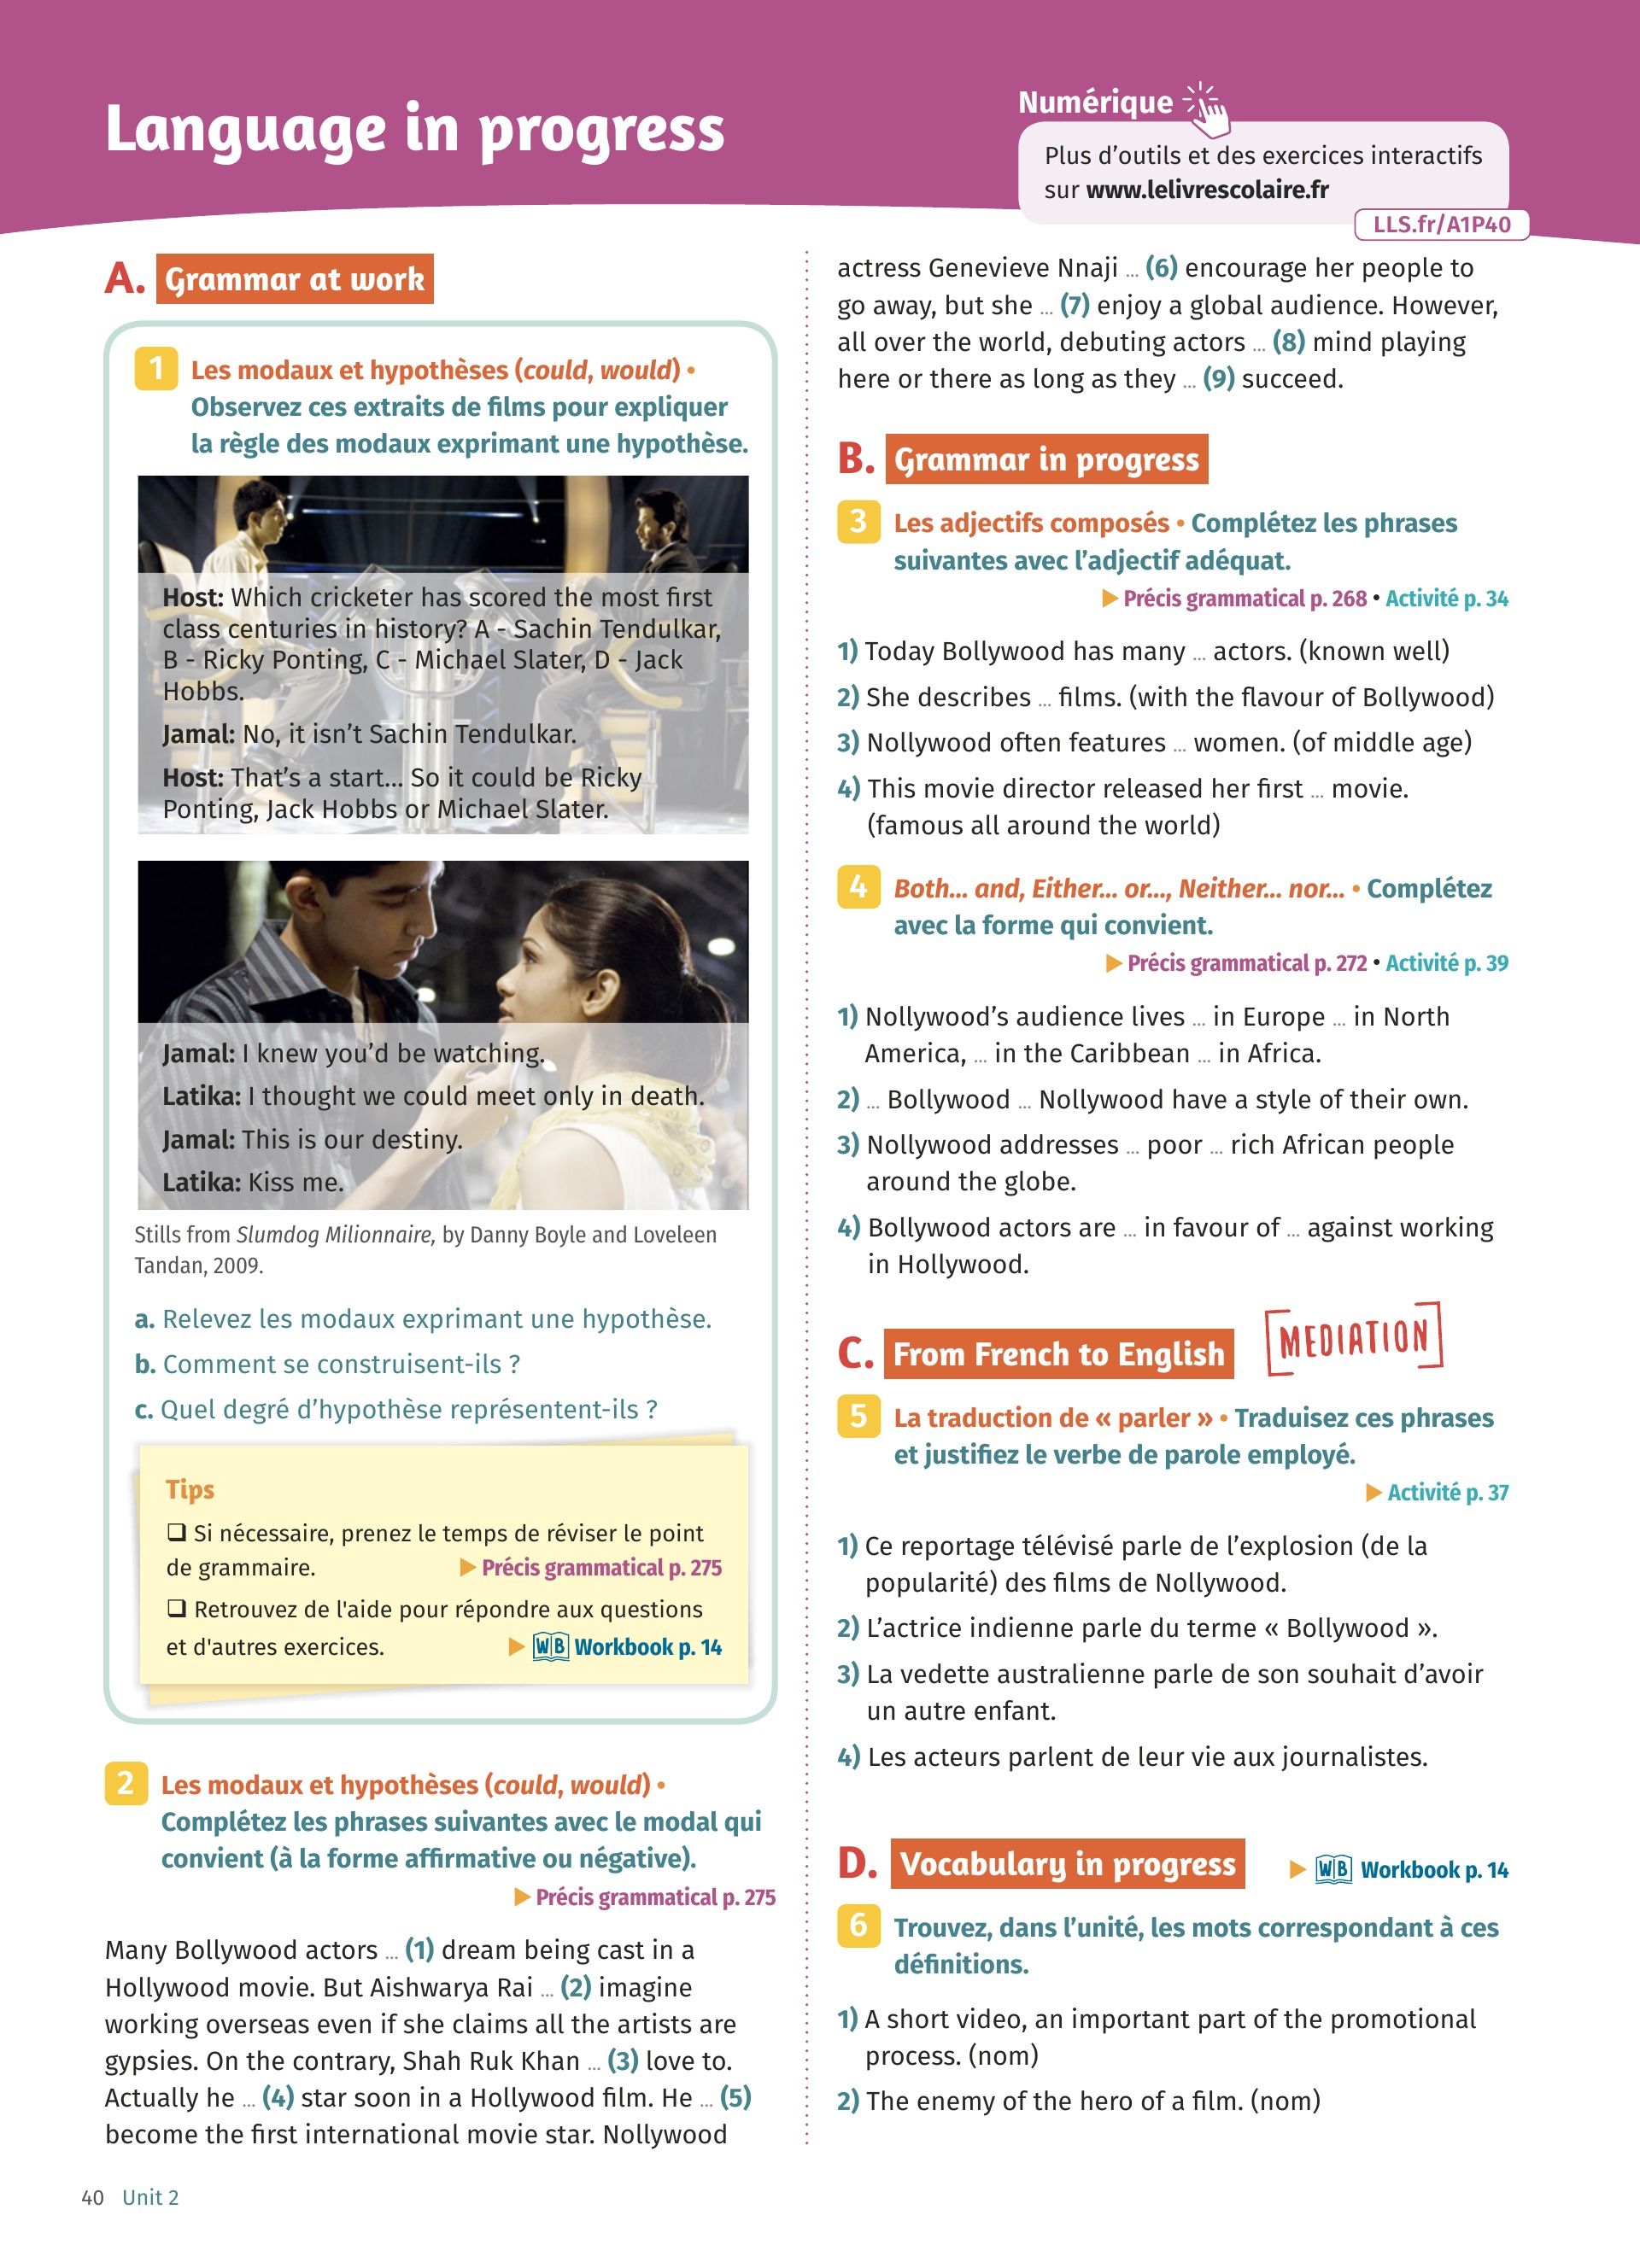 Language in progress
Numérique
Plus d’outils et des exercices interactifs
sur www.lelivrescolaire.fr
LLS.fr/A1P40
A. Grammar at work
1 Les modaux et hypothèses (could, would) •
Observez ces extraits de films pour expliquer
la règle des modaux exprimant une hypothèse.
Host: Which cricketer has scored the most first
class centuries in history? A - Sachin Tendulkar,
B - Ricky Ponting, C - Michael Slater, D - Jack
Hobbs.
Jamal: No, it isn’t Sachin Tendulkar.
Host: That’s a start... So it could be Ricky
Ponting, Jack Hobbs or Michael Slater.
Jamal: I knew you’d be watching.
Latika: I thought we could meet only in death.
Jamal: This is our destiny.
Latika: Kiss me.
Stills from Slumdog Milionnaire, by Danny Boyle and Loveleen
Tandan, 2009.
a. Relevez les modaux exprimant une hypothèse.
b. Comment se construisent-ils ?
c. Quel degré d’hypothèse représentent-ils ?
Tips
❑ Si nécessaire, prenez le temps de réviser le point
de grammaire. ▶ Précis grammatical p. 275
❑ Retrouvez de l'aide pour répondre aux questions
et d'autres exercices. ▶ WB Workbook p. 14
2 Les modaux et hypothèses (could, would) •
Complétez les phrases suivantes avec le modal qui
convient (à la forme affirmative ou négative).
▶ Précis grammatical p. 275
Many Bollywood actors ... (1) dream being cast in a
Hollywood movie. But Aishwarya Rai ... (2) imagine
working overseas even if she claims all the artists are
gypsies. On the contrary, Shah Ruk Khan ... (3) love to.
Actually he ... (4) star soon in a Hollywood film. He ... (5)
become the first international movie star. Nollywood
actress Genevieve Nnaji ... (6) encourage her people to
go away, but she ... (7) enjoy a global audience. However,
all over the world, debuting actors ... (8) mind playing
here or there as long as they ... (9) succeed.
B. Grammar in progress
3 Les adjectifs composés • Complétez les phrases
suivantes avec l’adjectif adéquat.
▶ Précis grammatical p. 268 • Activité p. 34
1) Today Bollywood has many ... actors. (known well)
2) She describes ... films. (with the flavour of Bollywood)
3) Nollywood often features ... women. (of middle age)
4) This movie director released her first ... movie.
(famous all around the world)
4 Both... and, Either... or..., Neither... nor... • Complétez
avec la forme qui convient.
▶ Précis grammatical p. 272 • Activité p. 39
1) Nollywood’s audience lives ... in Europe ... in North
America, ... in the Caribbean ... in Africa.
2) ... Bollywood ... Nollywood have a style of their own.
3) Nollywood addresses ... poor ... rich African people
around the globe.
4) Bollywood actors are ... in favour of ... against working
in Hollywood.
C. From French to English
MEDIATION
5 La traduction de « parler » • Traduisez ces phrases
et justifiez le verbe de parole employé.
▶ Activité p. 37
1) Ce reportage télévisé parle de l’explosion (de la
popularité) des films de Nollywood.
2) L’actrice indienne parle du terme « Bollywood ».
3) La vedette australienne parle de son souhait d’avoir
un autre enfant.
4) Les acteurs parlent de leur vie aux journalistes.
D. Vocabulary in progress ▶ WB Workbook p. 14
6 Trouvez, dans l’unité, les mots correspondant à ces
définitions.
1) A short video, an important part of the promotional
process. (nom)
2) The enemy of the hero of a film. (nom)
40 Unit 2